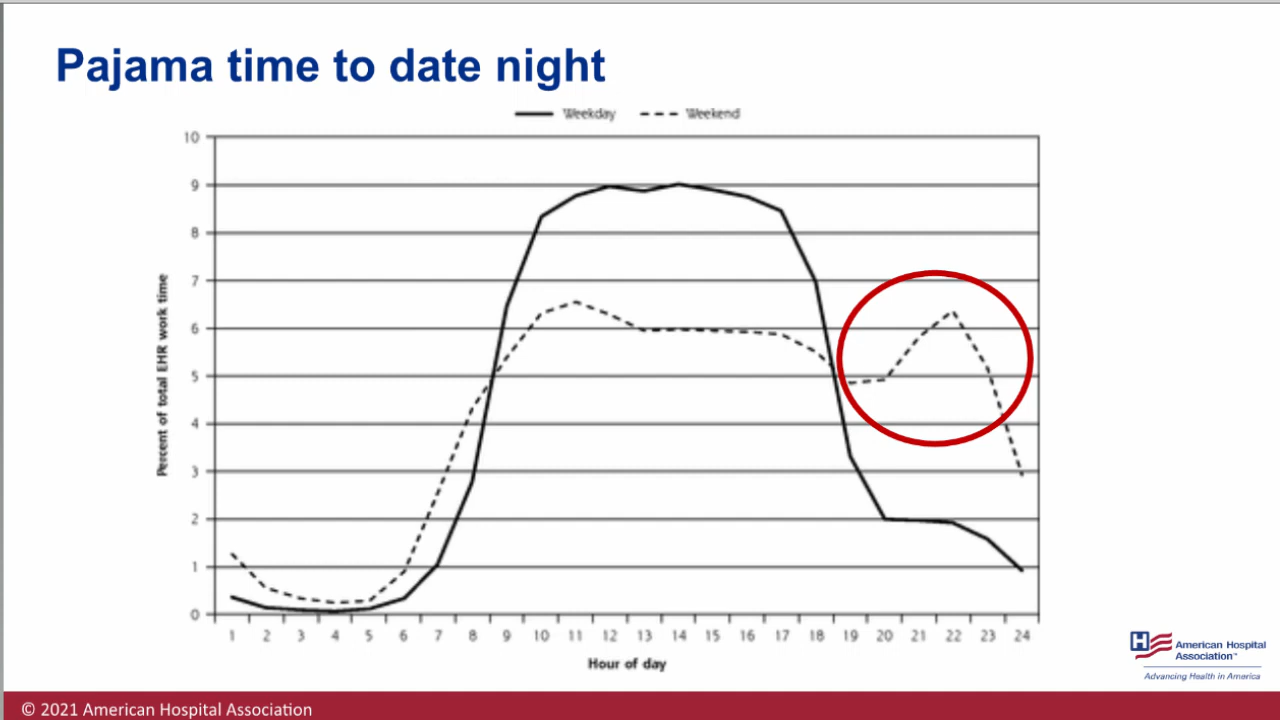 Pajama time to date night
Weekday Weekend
10
9
8
7
6
5
4
3
2
1
0
Percent of total EHR work time
1 2 3 4 5 6 7 8 9 10 11 12 13 14 15 16 17 18 19 20 21 22 23 24
Hour of day
H
American Hospital
Association™
Advancing Health in America
© 2021 American Hospital Association